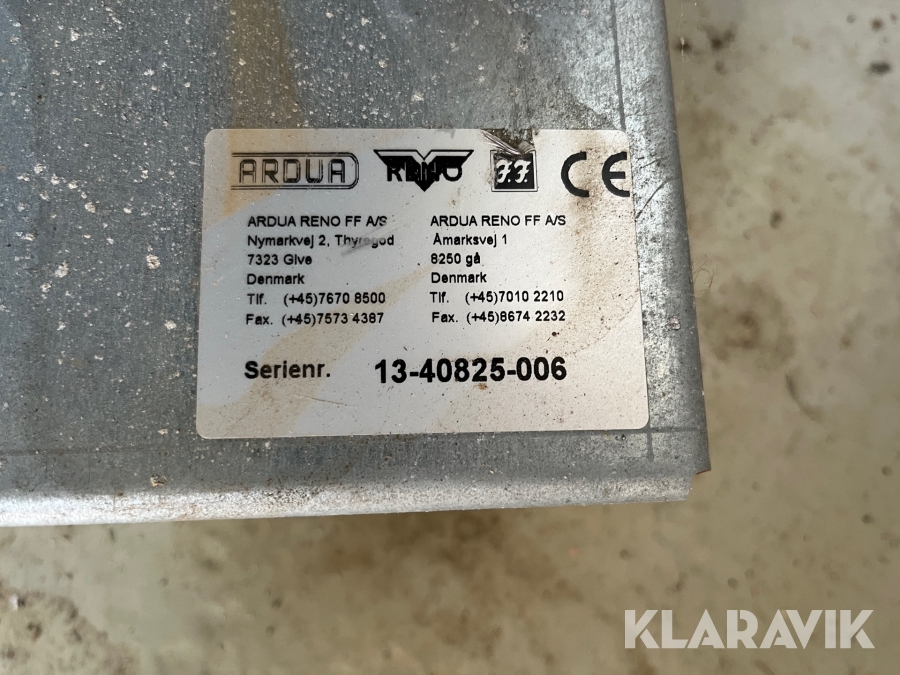 ARDUA RENO FF CE
ARDUA RENO FF A/S
Nymarkvej 2, Thyregod
7323 Give
Denmark
Tlf. (+45)7670 8500
Fax. (+45)7573 4387
ARDUA RENO FF A/S
Åmarksvej 1
8250 gå
Denmark
Tlf. (+45)7010 2210
Fax. (+45)8674 2232
Serienr. 13-40825-006
KLARAVIK